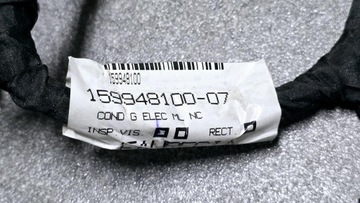 159948100
159948100-07
COND G ELEC ML NC
INSP.VIS. RECT.